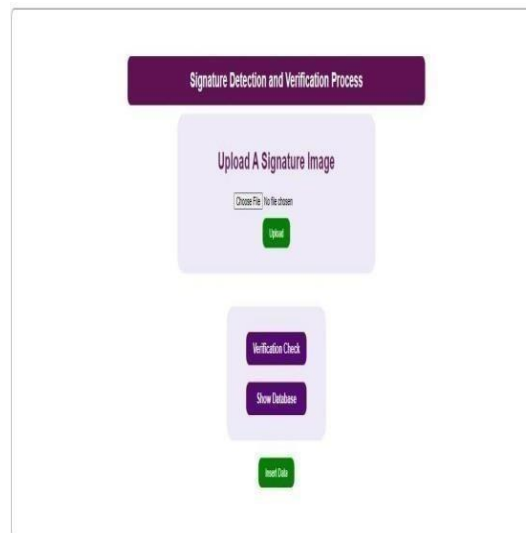 Signature Detection and Verification Process
Upload A Signature Image
Choose File No file chosen
Upload
Verification Check
Show Database
Insert Data